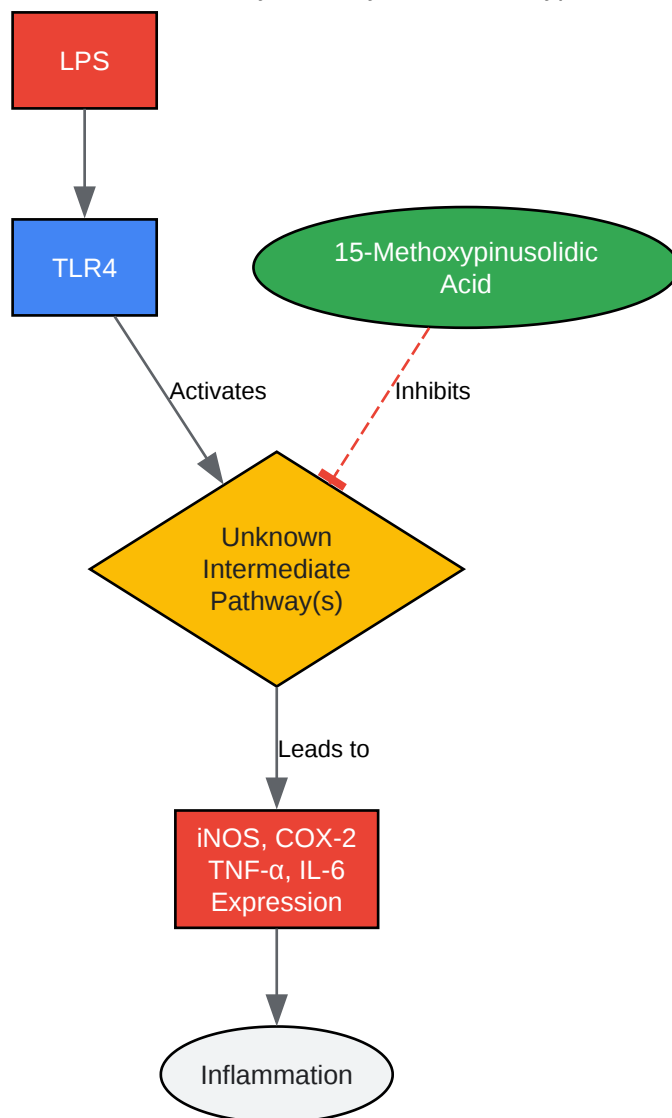 LPS
TLR4
15-Methoxypinusolidic
Acid
Activates
Inhibits
Unknown
Intermediate
Pathway(s)
Leads to
iNOS, COX-2
TNF-α, IL-6
Expression
Inflammation